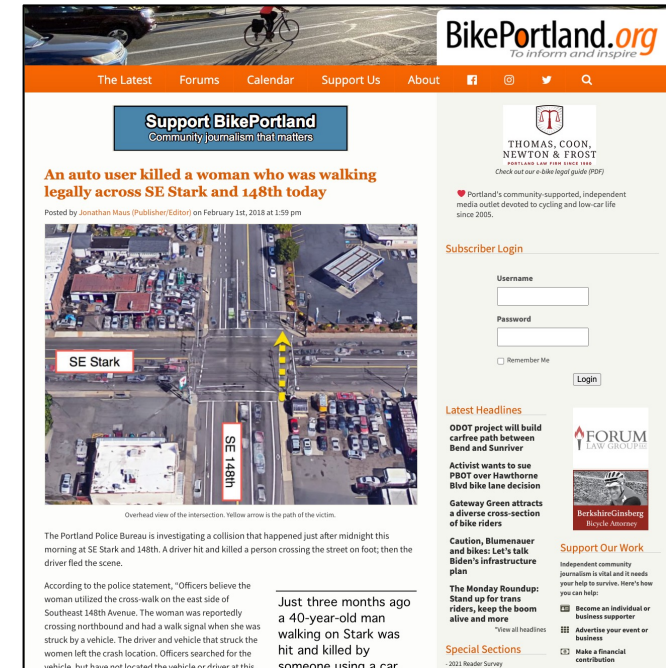 BikePortland.org
To inform and inspire
The Latest Forums Calendar Support Us About
Support BikePortland
Community journalism that matters
An auto user killed a woman who was walking
legally across SE Stark and 148th today
Posted by Jonathan Maus (Publisher/Editor) on February 1st, 2018 at 1:59 pm
SE Stark
SE 148th
Overhead view of the intersection. Yellow arrow is the path of the victim.
The Portland Police Bureau is investigating a collision that happened just after midnight this
morning at SE Stark and 148th. A driver hit and killed a person crossing the street on foot; then the
driver fled the scene.
According to the police statement, “Officers believe the
woman utilized the cross-walk on the east side of
Southeast 148th Avenue. The woman was reportedly
crossing northbound and had a walk signal when she was
struck by a vehicle. The driver and vehicle that struck the
women left the crash location. Officers searched for the
vehicle, but have not located the vehicle or driver at this
Just three months ago
a 40-year-old man
walking on Stark was
hit and killed by
someone using a car
THOMAS, COON,
NEWTON & FROST
PORTLAND LAW FIRM SINCE 1980
Check out our e-bike legal guide (PDF)
Portland's community-supported, independent
media outlet devoted to cycling and low-car life
since 2005.
Subscriber Login
Username
Password
Remember Me
Login
Latest Headlines
ODOT project will build
carfree path between
Bend and Sunriver
Activist wants to sue
PBOT over Hawthorne
Blvd bike lane decision
Gateway Green attracts
a diverse cross-section
of bike riders
Caution, Blumenauer
and bikes: Let's talk
Biden's infrastructure
plan
The Monday Roundup:
Stand up for trans
riders, keep the boom
alive and more
*View all headlines
Special Sections
- 2021 Reader Survey
FORUM
LAW GROUP
BerkshireGinsberg
Bicycle Attorney
Support Our Work
Independent community
journalism is vital and it needs
your help to survive. Here's how
you can help:
Become an individual or
business supporter
Advertise your event or
business
Make a financial
contribution